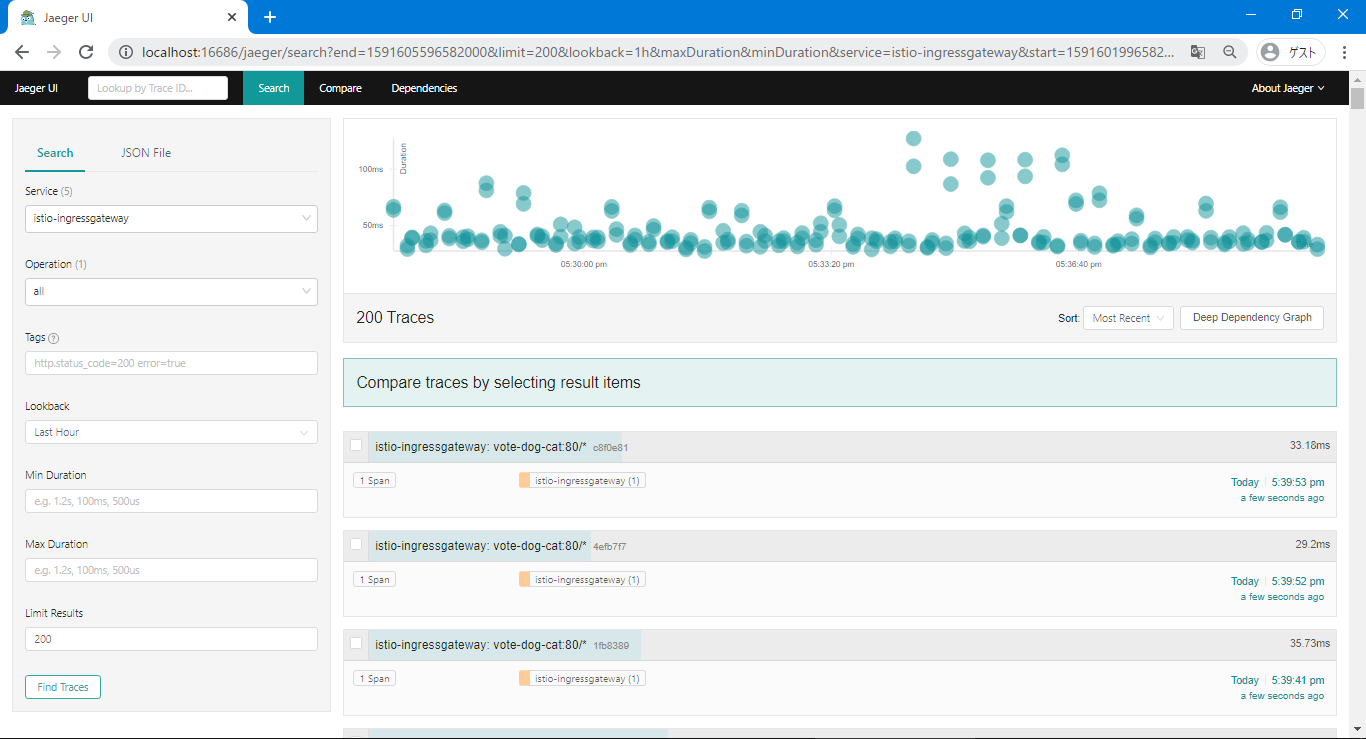 Jaeger UI
localhost:16686/jaeger/search?end=1591605596582000&limit=200&lookback=1h&maxDuration&minDuration&service=istio-ingressgateway&start=1591601996582...
ゲスト
Jaeger UI
Lookup by Trace ID...
Search
Compare
Dependencies
About Jaeger
Search
JSON File
Service (5)
istio-ingressgateway
Operation (1)
all
Tags
http.status_code=200 error=true
Lookback
Last Hour
Min Duration
e.g. 1.2s, 100ms, 500us
Max Duration
e.g. 1.2s, 100ms, 500us
Limit Results
200
Find Traces
Duration
100ms
50ms
05:30:00 pm
05:33:20 pm
05:36:40 pm
200 Traces
Sort:
Most Recent
Deep Dependency Graph
Compare traces by selecting result items
istio-ingressgateway: vote-dog-cat:80/* c8f0e81
33.18ms
1 Span
istio-ingressgateway (1)
Today 5:39:53 pm
a few seconds ago
istio-ingressgateway: vote-dog-cat:80/* 4efb7f7
29.2ms
1 Span
istio-ingressgateway (1)
Today 5:39:52 pm
a few seconds ago
istio-ingressgateway: vote-dog-cat:80/* 1fb8389
35.73ms
1 Span
istio-ingressgateway (1)
Today 5:39:41 pm
a few seconds ago